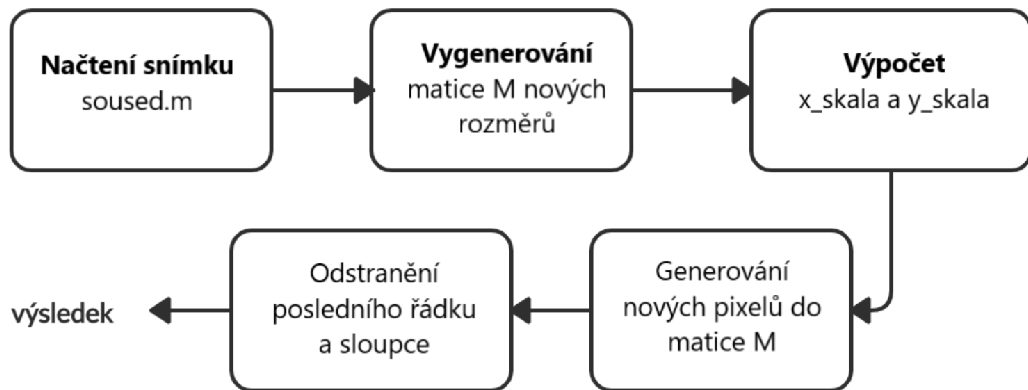 Načtení snímku
soused.m
Vygenerování
matice M nových
rozměrů
Výpočet
x_skala a y_skala
Generování
nových pixelů do
matice M
Odstranění
posledního řádku
a sloupce
výsledek